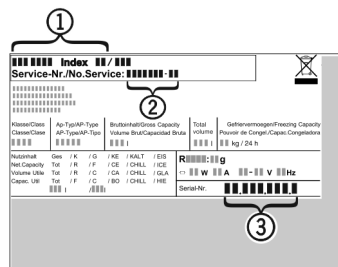 1
Index /
Service-Nr./No.Service: -
2
Klasse/Class Ap-Typ/AP-Type Bruttoinhalt/Gross Capacity Total Gefriervermoegen/Freezing Capacity
Classe/Clase AP-Type/AP-Tipo Volume Brut/Capacidad Bruta volume Pouvoir de Congel./Capac.Congeladora
l l kg / 24 h
Nutzinhalt Ges / K / G / KE / KALT / EIS
Net Capacity Tot / R / F / CE / CHILL / ICE
Volume Utile Tot / R / C / CA / CHILL / GLA
Capac. Util Tot / F / C / BO / CHILL / HIE
l / l
R : g
W A - V Hz
Serial-Nr.
3